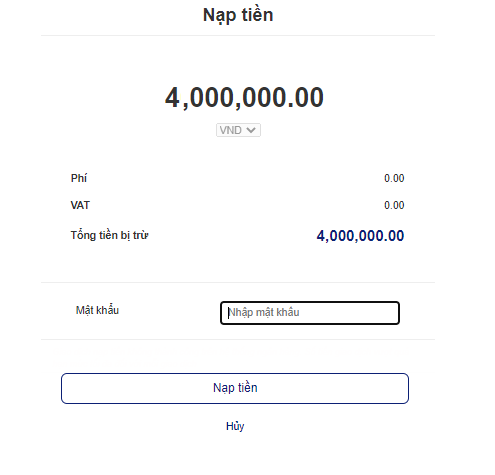 Nạp tiền
4,000,000.00
VND
Phí 0.00
VAT 0.00
Tổng tiền bị trừ 4,000,000.00
Mật khẩu Nhập mật khẩu
Nạp tiền
Hủy